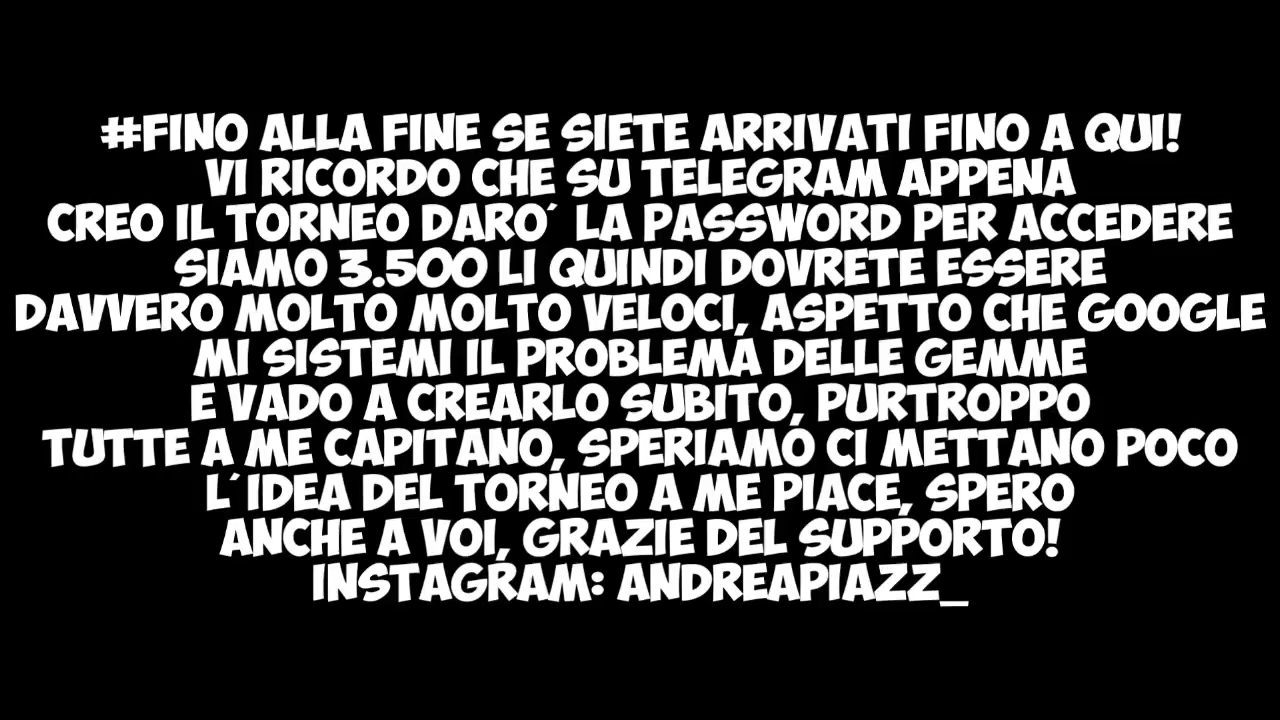 #FINO ALLA FINE SE SIETE ARRIVATI FINO A QUI!
VI RICORDO CHE SU TELEGRAM APPENA
CREO IL TORNEO DARO´ LA PASSWORD PER ACCEDERE
SIAMO 3.500 LI QUINDI DOVRETE ESSERE
DAVVERO MOLTO MOLTO VELOCI, ASPETTO CHE GOOGLE
MI SISTEMI IL PROBLEMA DELLE GEMME
E VADO A CREARLO SUBITO, PURTROPPO
TUTTE A ME CAPITANO, SPERIAMO CI METTANO POCO
L´IDEA DEL TORNEO A ME PIACE, SPERO
ANCHE A VOI, GRAZIE DEL SUPPORTO!
INSTAGRAM: ANDREAPIAZZ_